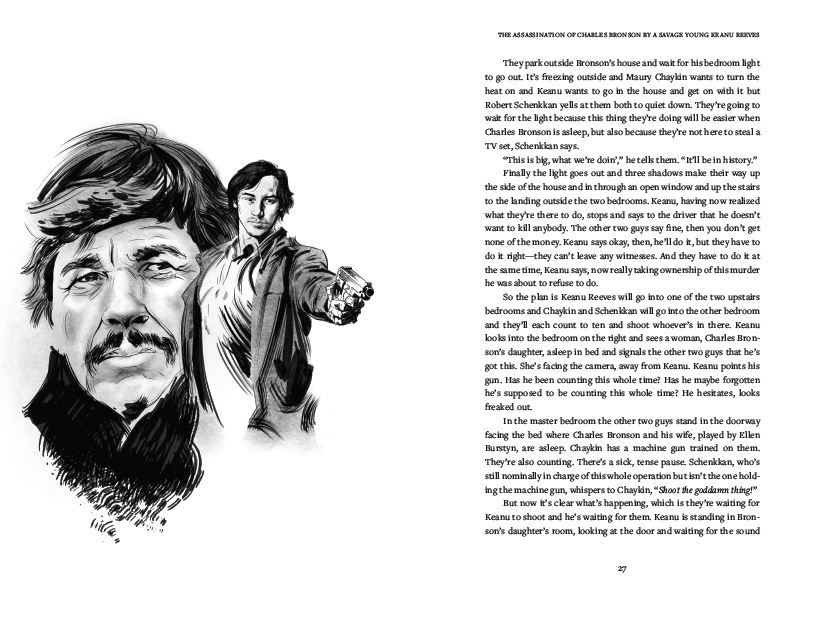 THE ASSASSINATION OF CHARLES BRONSON BY A SAVAGE YOUNG KEANU REEVES
They park outside Bronson’s house and wait for his bedroom light
to go out. It’s freezing outside and Maury Chaykin wants to turn the
heat on and Keanu wants to go in the house and get on with it but
Robert Schenkkan yells at them both to quiet down. They’re going to
wait for the light because this thing they’re doing will be easier when
Charles Bronson is asleep, but also because they’re not here to steal a
TV set, Schenkkan says.
“This is big, what we’re doin’,” he tells them. “It’ll be in history.”
Finally the light goes out and three shadows make their way up
the side of the house and in through an open window and up the stairs
to the landing outside the two bedrooms. Keanu, having now realized
what they’re there to do, stops and says to the driver that he doesn’t
want to kill anybody. The other two guys say fine, then you don’t get
none of the money. Keanu says okay, then, he’ll do it, but they have to
do it right—they can’t leave any witnesses. And they have to do it at
the same time, Keanu says, now really taking ownership of this murder
he was about to refuse to do.
So the plan is Keanu Reeves will go into one of the two upstairs
bedrooms and Chaykin and Schenkkan will go into the other bedroom
and they’ll each count to ten and shoot whoever’s in there. Keanu
looks into the bedroom on the right and sees a woman, Charles Bron-
son’s daughter, asleep in bed and signals the other two guys that he’s
got this. She’s facing the camera, away from Keanu. Keanu points his
gun. Has he been counting this whole time? Has he maybe forgotten
he’s supposed to be counting this whole time? He hesitates, looks
freaked out.
In the master bedroom the other two guys stand in the doorway
facing the bed where Charles Bronson and his wife, played by Ellen
Burstyn, are asleep. Chaykin has a machine gun trained on them.
They’re also counting. There’s a sick, tense pause. Schenkkan, who’s
still nominally in charge of this whole operation but isn’t the one hold-
ing the machine gun, whispers to Chaykin, “Shoot the goddamn thing!”
But now it’s clear what’s happening, which is they’re waiting for
Keanu to shoot and he’s waiting for them. Keanu is standing in Bron-
son’s daughter’s room, looking at the door and waiting for the sound
27